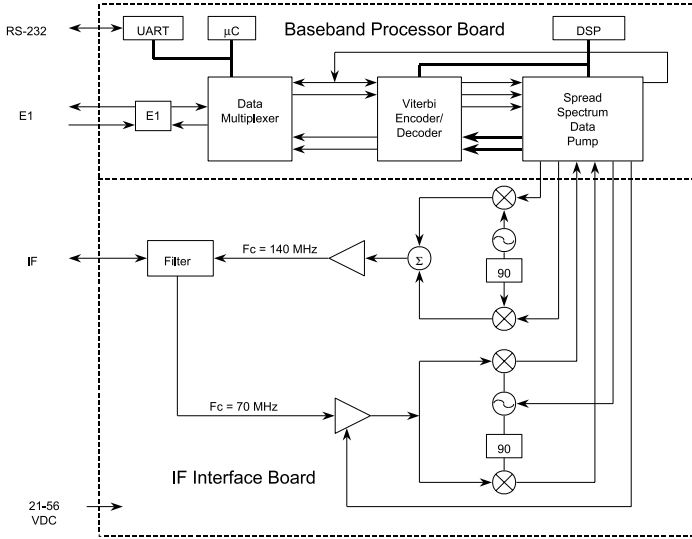 Baseband Processor Board
RS-232
UART
µC
DSP
E1
E1
Data
Multiplexer
Viterbi
Encoder/
Decoder
Spread
Spectrum
Data
Pump
IF
Filter
Fc = 140 MHz
Σ
90
Fc = 70 MHz
90
IF Interface Board
21-56
VDC